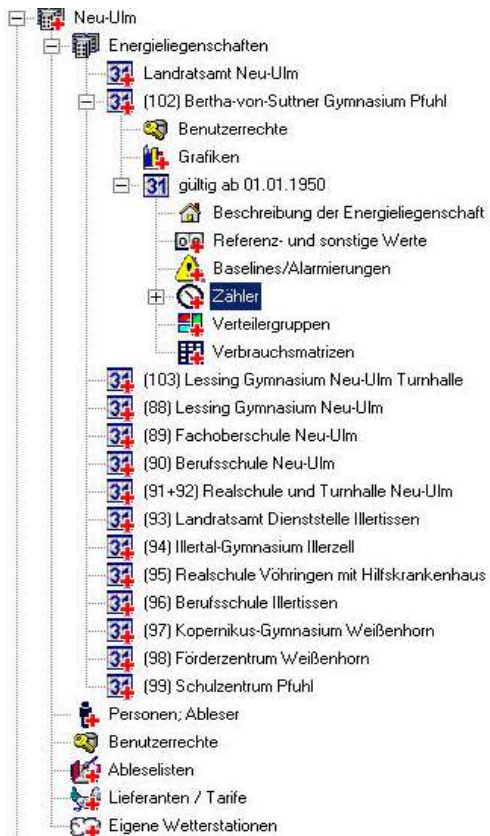 Neu-Ulm
Energieliegenschaften
Landratsamt Neu-Ulm
(102) Bertha-von-Suttner Gymnasium Pfuhl
Benutzerrechte
Grafiken
31 gültig ab 01.01.1950
Beschreibung der Energieliegenschaft
Referenz- und sonstige Werte
Baselines/Alarmierungen
Zähler
Verteilergruppen
Verbrauchsmatrizen
(103) Lessing Gymnasium Neu-Ulm Turnhalle
(88) Lessing Gymnasium Neu-Ulm
(89) Fachoberschule Neu-Ulm
(90) Berufsschule Neu-Ulm
(91+92) Realschule und Turnhalle Neu-Ulm
(93) Landratsamt Dienststelle Illertissen
(94) Illertal-Gymnasium Illerzell
(95) Realschule Vöhringen mit Hilfskrankenhaus
(96) Berufsschule Illertissen
(97) Kopernikus-Gymnasium Weißenhorn
(98) Förderzentrum Weißenhorn
(99) Schulzentrum Pfuhl
Personen; Ableser
Benutzerrechte
Ableselisten
Lieferanten / Tarife
Eigene Wetterstationen